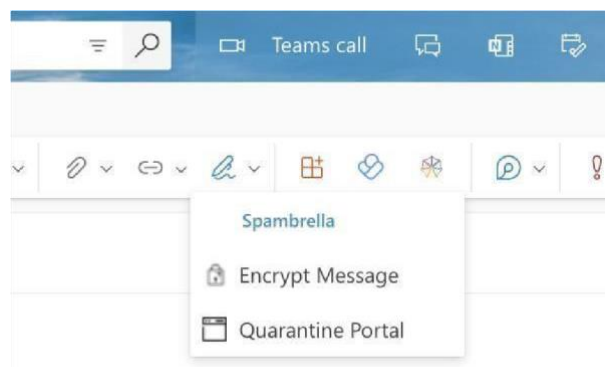 Teams call
Spambrella
Encrypt Message
Quarantine Portal